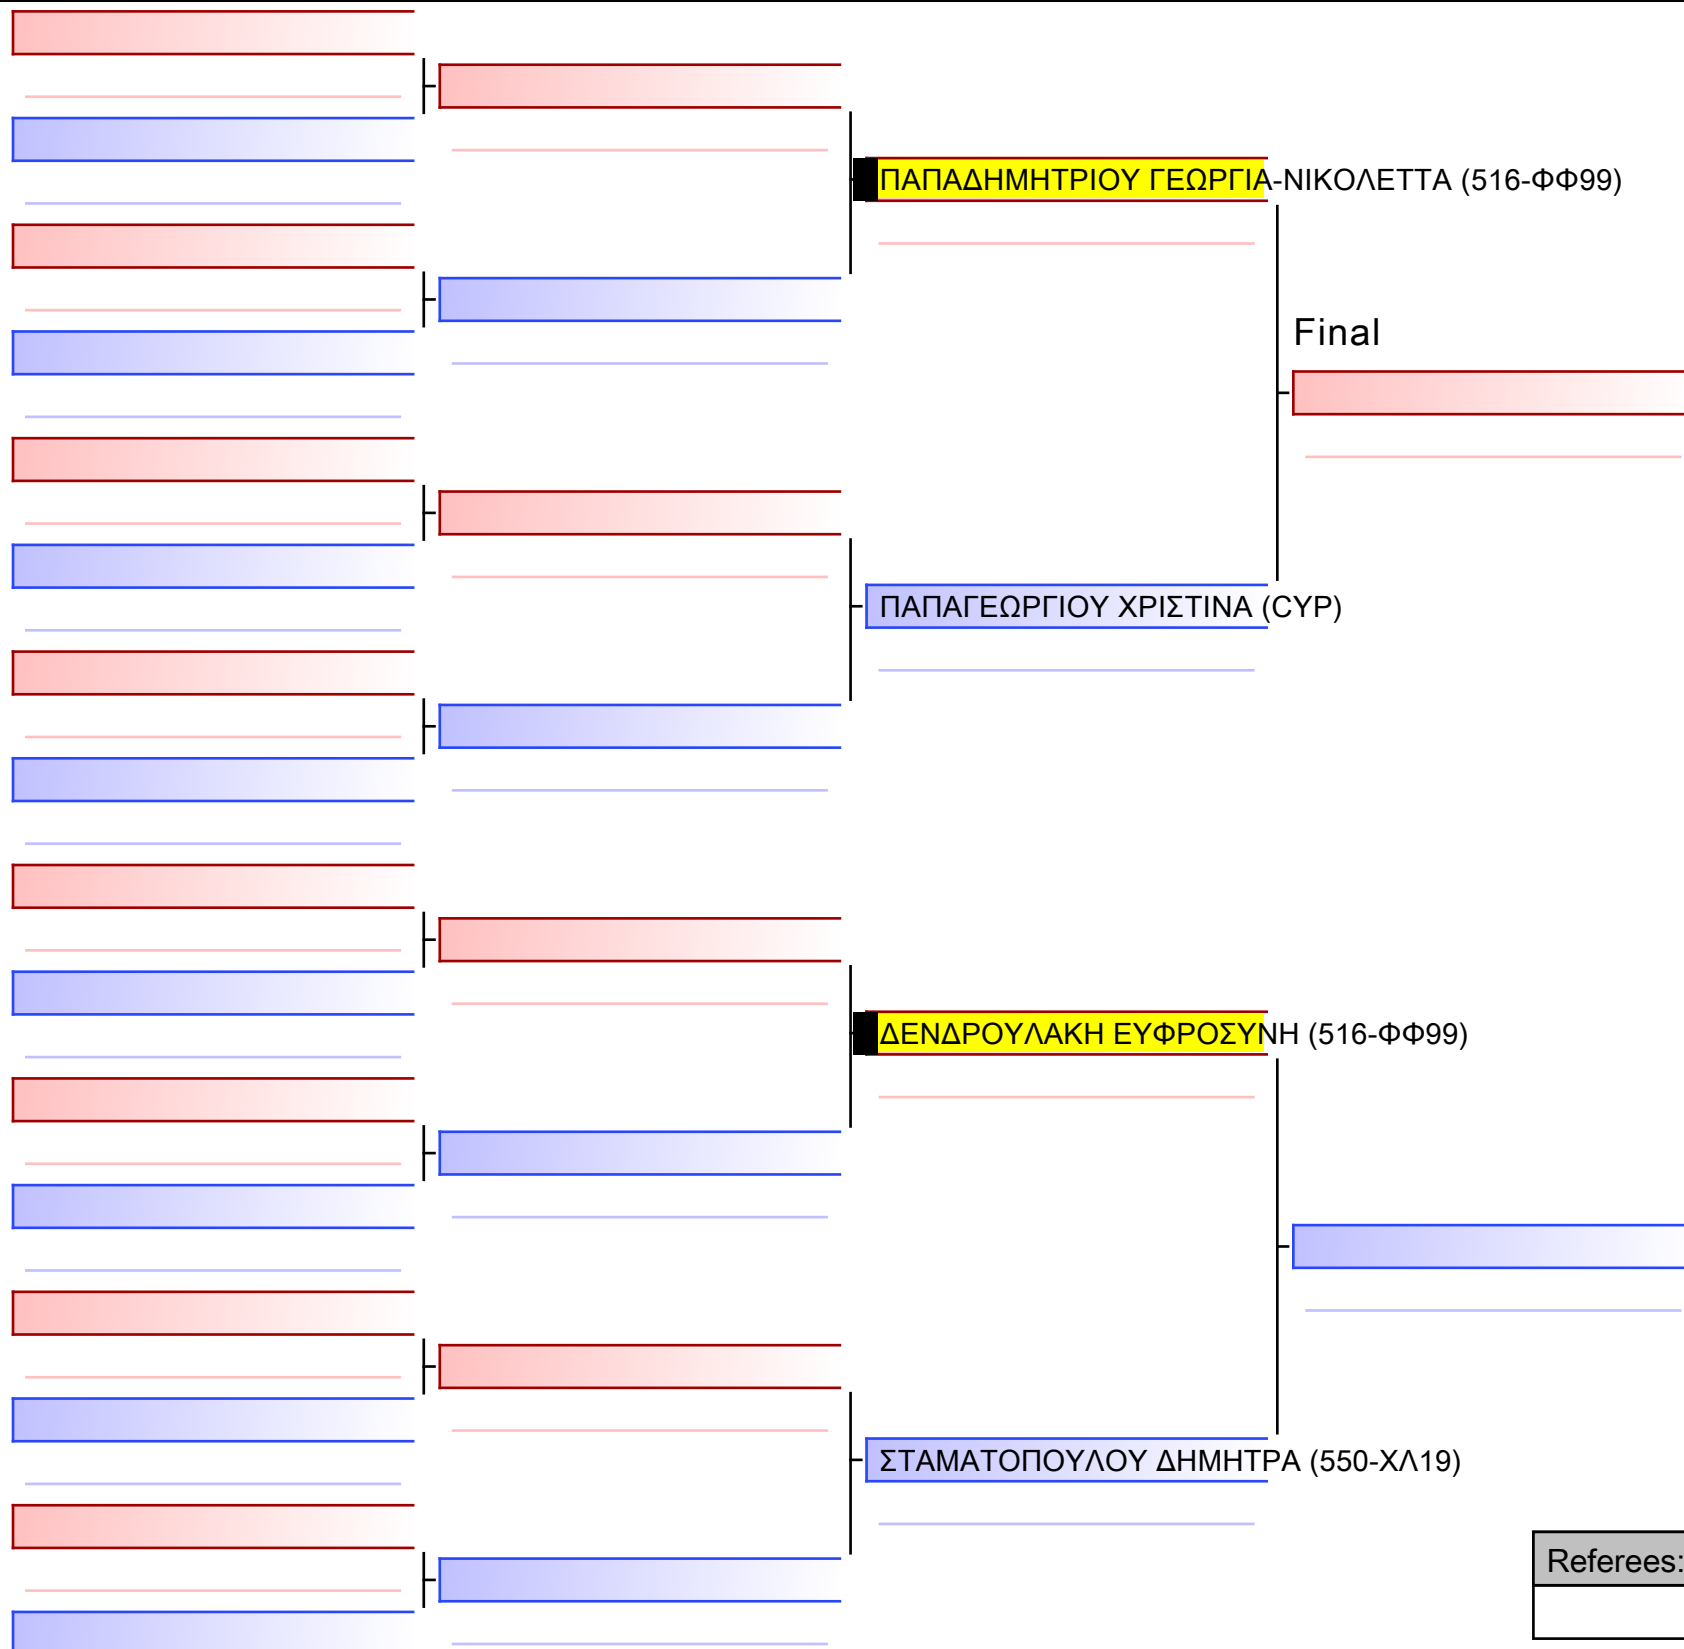 ΠΑΠΑΔΗΜΗΤΡΙΟΥ ΓΕΩΡΓΙΑ-ΝΙΚΟΛΕΤΤΑ (516-ΦΦ99)
Final
ΠΑΠΑΓΕΩΡΓΙΟΥ ΧΡΙΣΤΙΝΑ (CYP)
ΔΕΝΔΡΟΥΛΑΚΗ ΕΥΦΡΟΣΥΝΗ (516-ΦΦ99)
ΣΤΑΜΑΤΟΠΟΥΛΟΥ ΔΗΜΗΤΡΑ (550-ΧΛ19)
Referees: